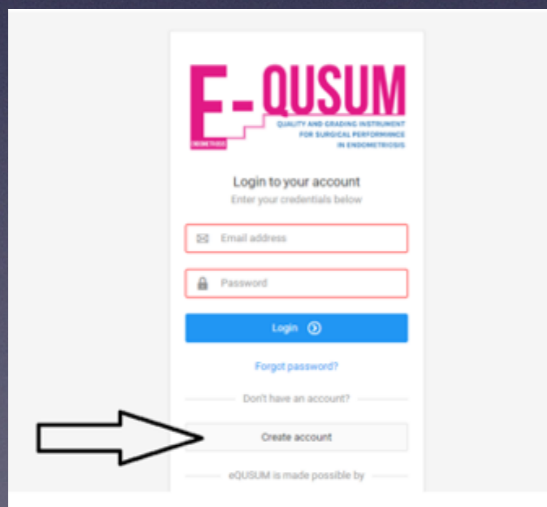 E-QUSUM
QUALITY AND GRADING INSTRUMENT
FOR SURGICAL PERFORMANCE
ENDOMETRIOSIS
IN ENDOMETRIOSIS
Login to your account
Enter your credentials below
Email address
Password
Login
Forgot password?
Don't have an account?
Create account
eQUSUM is made possible by